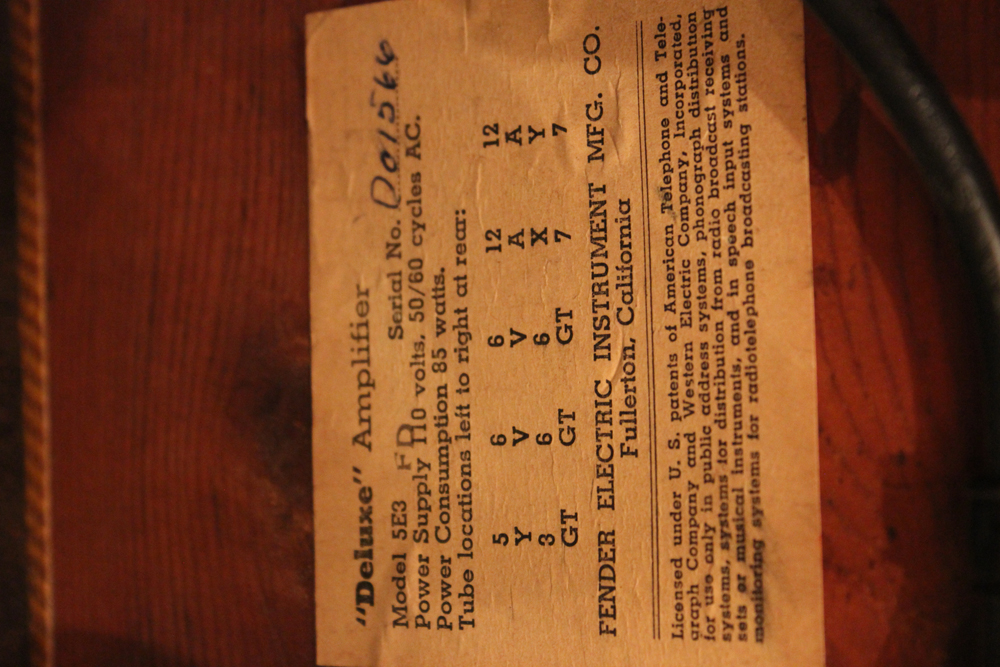 "Deluxe" Amplifier
Model 5E3 FD Serial No. D01566
Power Supply 110 volts, 50/60 cycles AC.
Power Consumption 85 watts.
Tube locations left to right at rear:
5 6 6 12 12
Y V V A A
3 6 6 X Y
GT GT GT 7 7
FENDER ELECTRIC INSTRUMENT MFG. CO.
Fullerton, California
Licensed under U. S. patents of American Telephone and Tele-
graph Company and Western Electric Company, Incorporated,
for use only in public address systems, phonograph distribution
systems, systems for distribution from radio broadcast receiving
sets or musical instruments, and in speech input systems and
monitoring systems for radiotelephone broadcasting stations.